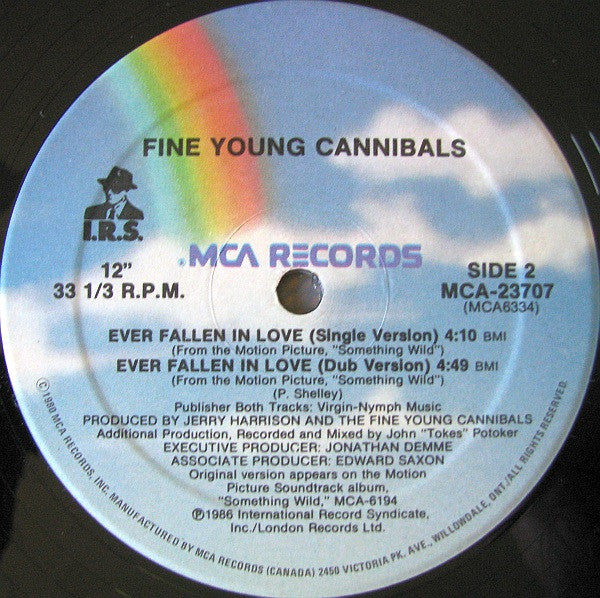 FINE YOUNG CANNIBALS
I.R.S.
MCA RECORDS
12" SIDE 2
33 1/3 R.P.M. MCA-23707
(MCA6334)
EVER FALLEN IN LOVE (Single Version) 4:10 BMI
(From the Motion Picture, "Something Wild")
EVER FALLEN IN LOVE (Dub Version) 4:49 BMI
(From the Motion Picture, "Something Wild")
(P. Shelley)
Publisher Both Tracks: Virgin-Nymph Music
PRODUCED BY JERRY HARRISON AND THE FINE YOUNG CANNIBALS
Additional Production, Recorded and Mixed by John "Tokes" Potoker
EXECUTIVE PRODUCER: JONATHAN DEMME
ASSOCIATE PRODUCER: EDWARD SAXON
Original version appears on the Motion
Picture Soundtrack album,
"Something Wild," MCA-6194
℗1986 International Record Syndicate,
Inc./London Records Ltd.
©1980 MCA RECORDS, INC. MANUFACTURED BY MCA RECORDS (CANADA) 2450 VICTORIA PK. AVE., WILLOWDALE, ONT./ALL RIGHTS RESERVED.